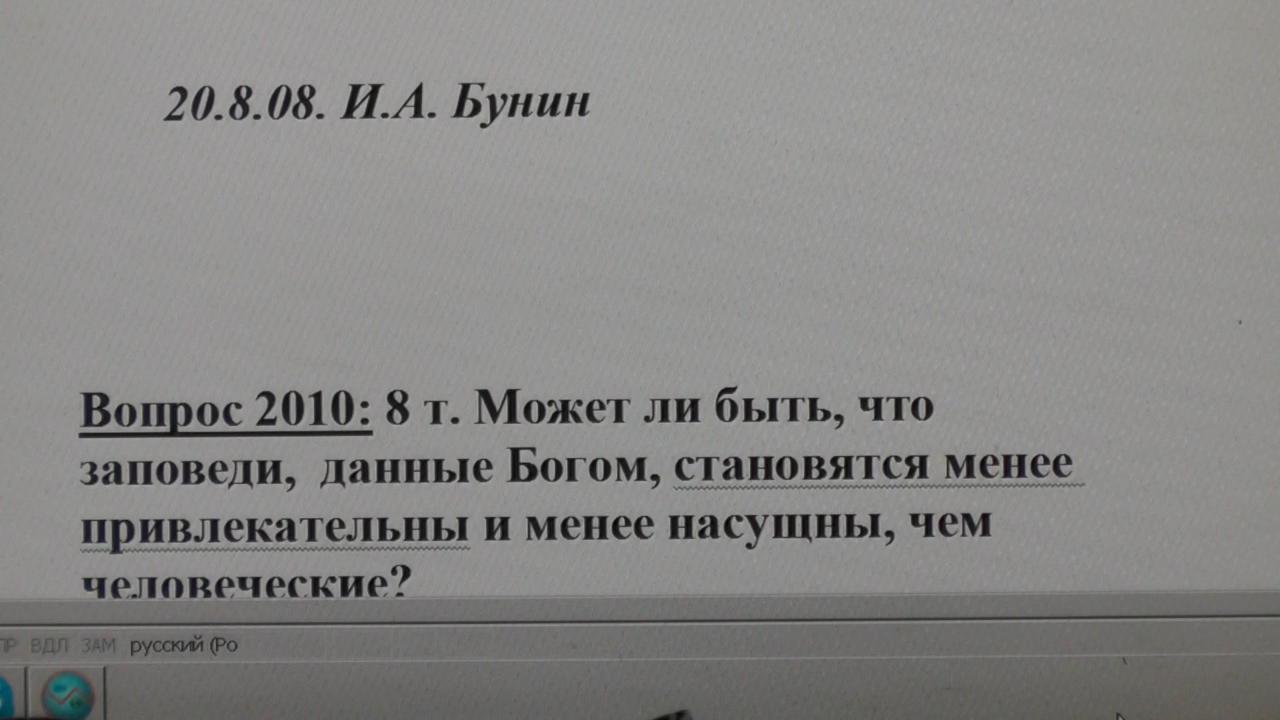 20.8.08. И.А. Бунин
Вопрос 2010: 8 т. Может ли быть, что
заповеди, данные Богом, становятся менее
привлекательны и менее насущны, чем
человеческие?
ВДЛ ЗАМ русский (Ро